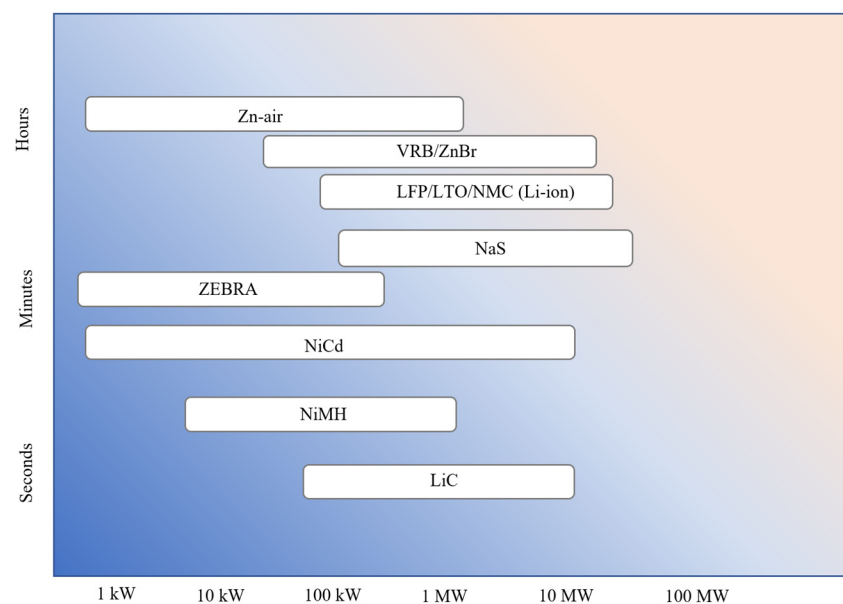 Hours
Minutes
Seconds
Zn-air
VRB/ZnBr
LFP/LTO/NMC (Li-ion)
NaS
ZEBRA
NiCd
NiMH
LiC
1 kW
10 kW
100 kW
1 MW
10 MW
100 MW